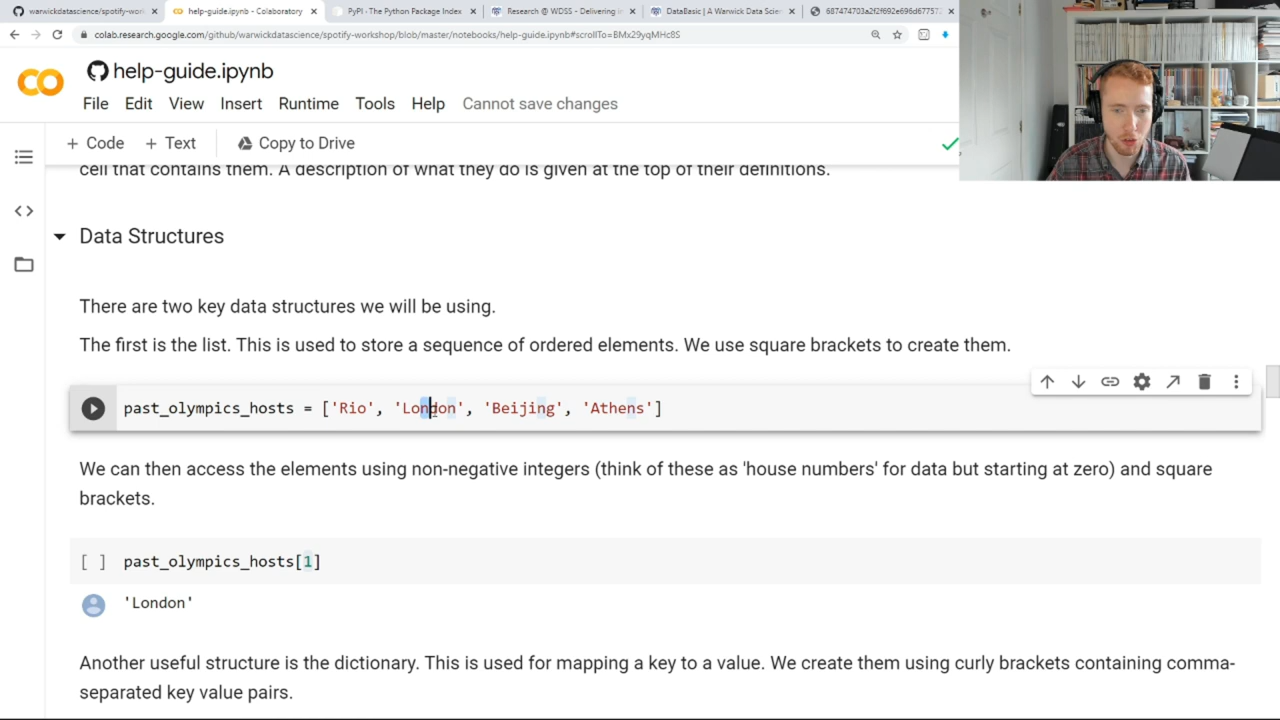 warwickdatascience/spotify-work
help-guide.ipynb - Colaboratory
PyPI · The Python Package Index
Research @ WDSS - Delivering in
DataBasic | A Warwick Data Scien
colab.research.google.com/github/warwickdatascience/spotify-workshop/blob/master/notebooks/help-guide.ipynb#scrollTo=BMx29yqMHc8S
CO
help-guide.ipynb
File Edit View Insert Runtime Tools Help Cannot save changes
+ Code + Text Copy to Drive
cell that contains them. A description of what they do is given at the top of their definitions.
Data Structures
There are two key data structures we will be using.
The first is the list. This is used to store a sequence of ordered elements. We use square brackets to create them.
past_olympics_hosts = ['Rio', 'London', 'Beijing', 'Athens']
We can then access the elements using non-negative integers (think of these as 'house numbers' for data but starting at zero) and square
brackets.
[ ] past_olympics_hosts[1]
'London'
Another useful structure is the dictionary. This is used for mapping a key to a value. We create them using curly brackets containing comma-
separated key value pairs.